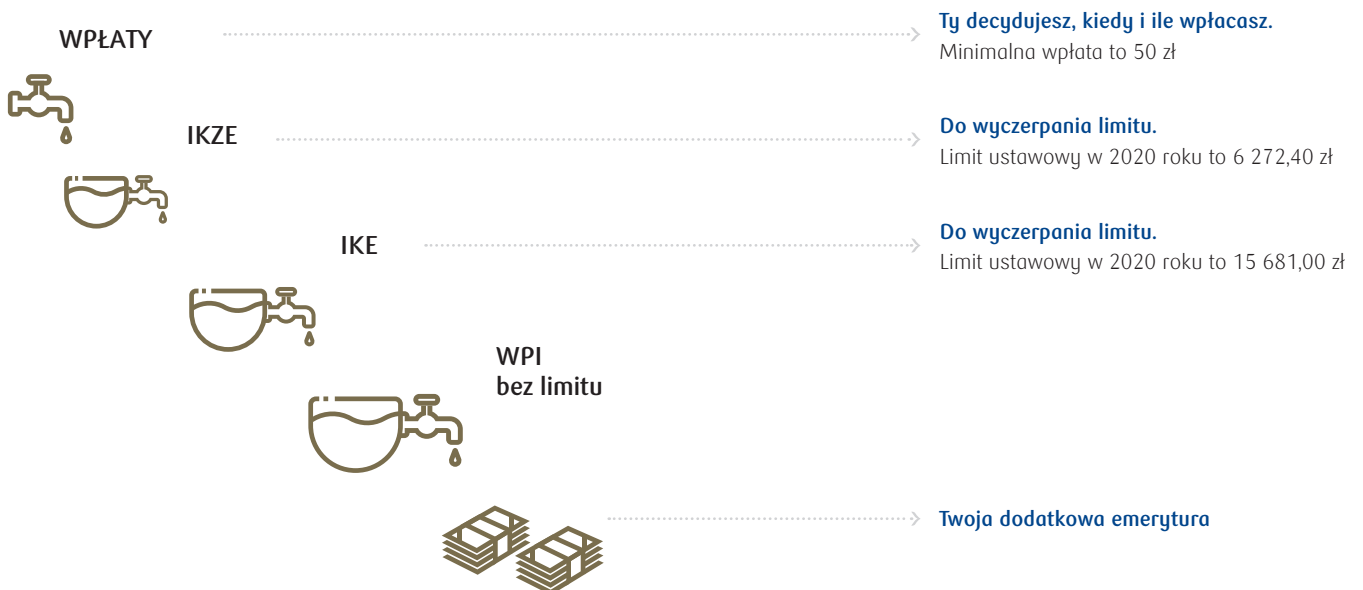 WPŁATY
Ty decydujesz, kiedy i ile wpłacasz.
Minimalna wpłata to 50 zł
IKZE
Do wyczerpania limitu.
Limit ustawowy w 2020 roku to 6 272,40 zł
IKE
Do wyczerpania limitu.
Limit ustawowy w 2020 roku to 15 681,00 zł
WPI
bez limitu
Twoja dodatkowa emerytura